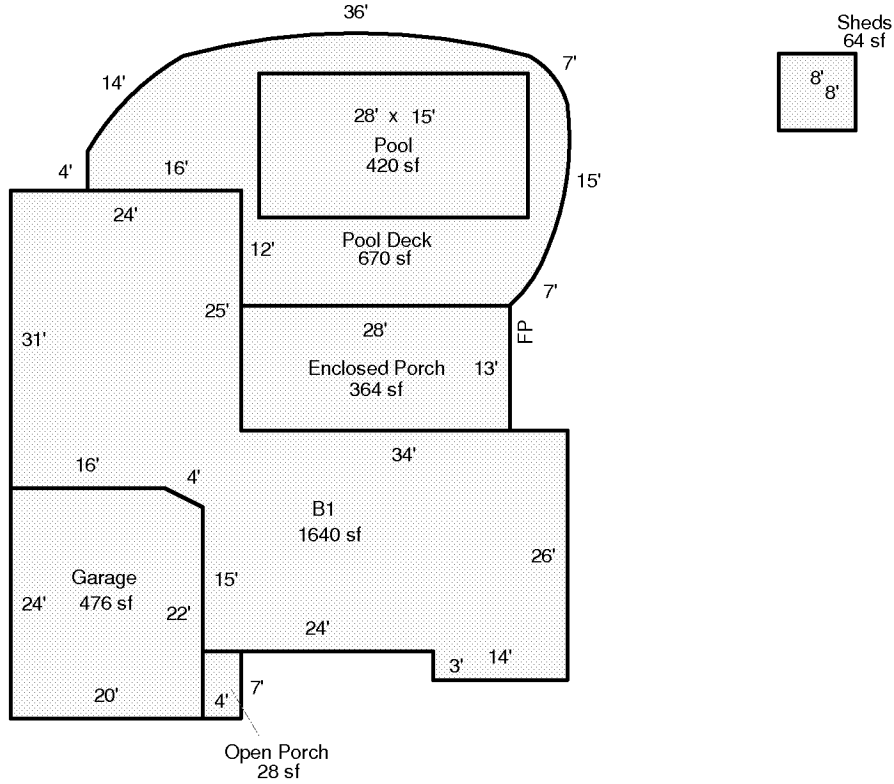 36'
Sheds
64 sf
7'
14'
8'
8'
28' x 15'
Pool
420 sf
4'
16'
15'
24'
12'
Pool Deck
670 sf
7'
25'
31'
28'
FP
Enclosed Porch
364 sf
13'
16'
4'
34'
B1
1640 sf
26'
Garage
476 sf
24'
22'
15'
24'
3'
14'
20'
4'
7'
Open Porch
28 sf